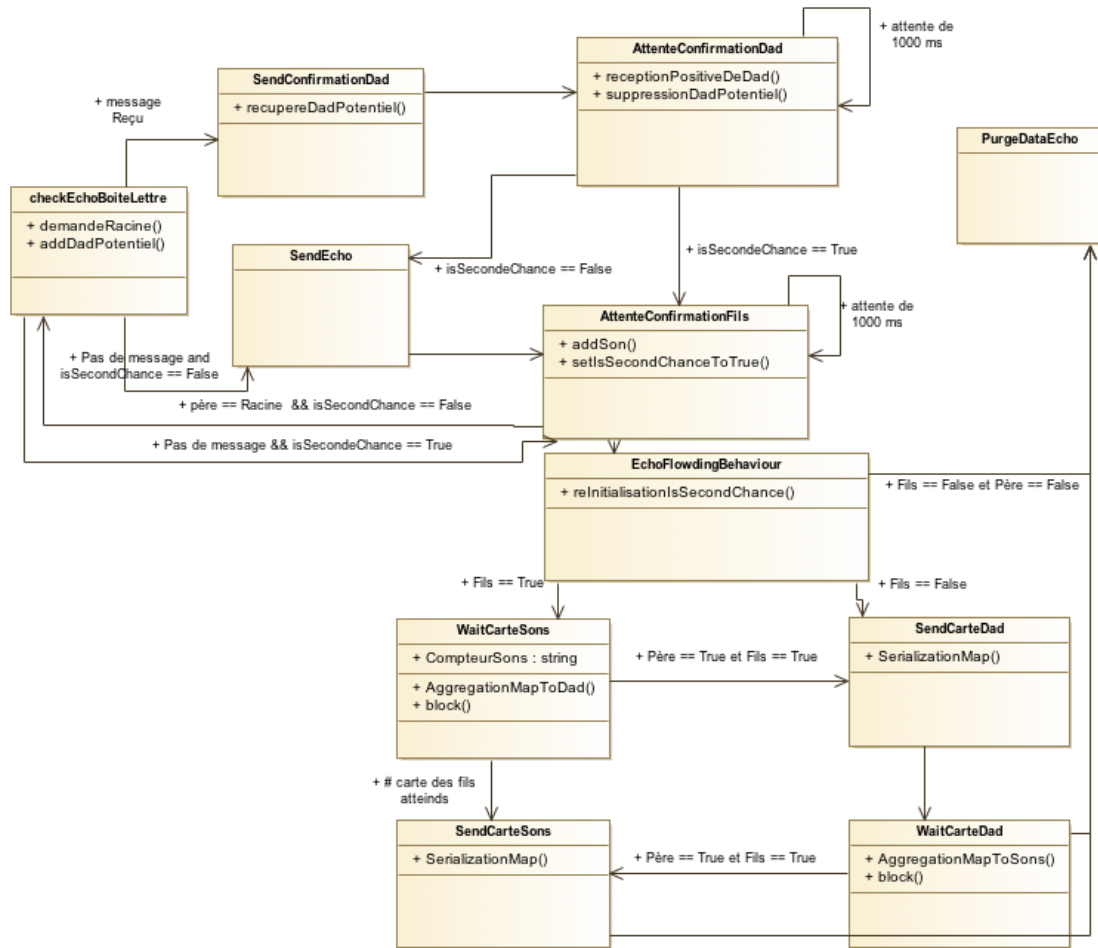 AttenteConfirmationDad
+ receptionPositiveDeDad()
+ suppressionDadPotentiel()
+ attente de
1000 ms
SendConfirmationDad
+ recupereDadPotentiel()
+ message
Reçu
PurgeDataEcho
checkEchoBoiteLettre
+ demandeRacine()
+ addDadPotentiel()
SendEcho
+ isSecondeChance == True
+ isSecondeChance == False
AttenteConfirmationFils
+ addSon()
+ setIsSecondChanceToTrue()
+ attente de
1000 ms
+ Pas de message and
isSecondChance == False
+ père == Racine && isSecondChance == False
+ Pas de message && isSecondeChance == True
EchoFlowdingBehaviour
+ reInitialisationIsSecondChance()
+ Fils == False et Père == False
+ Fils == True
+ Fils == False
WaitCarteSons
+ CompteurSons : string
+ AggregationMapToDad()
+ block()
+ Père == True et Fils == True
SendCarteDad
+ SerializationMap()
+ # carte des fils
atteinds
SendCarteSons
+ SerializationMap()
+ Père == True et Fils == True
WaitCarteDad
+ AggregationMapToSons()
+ block()